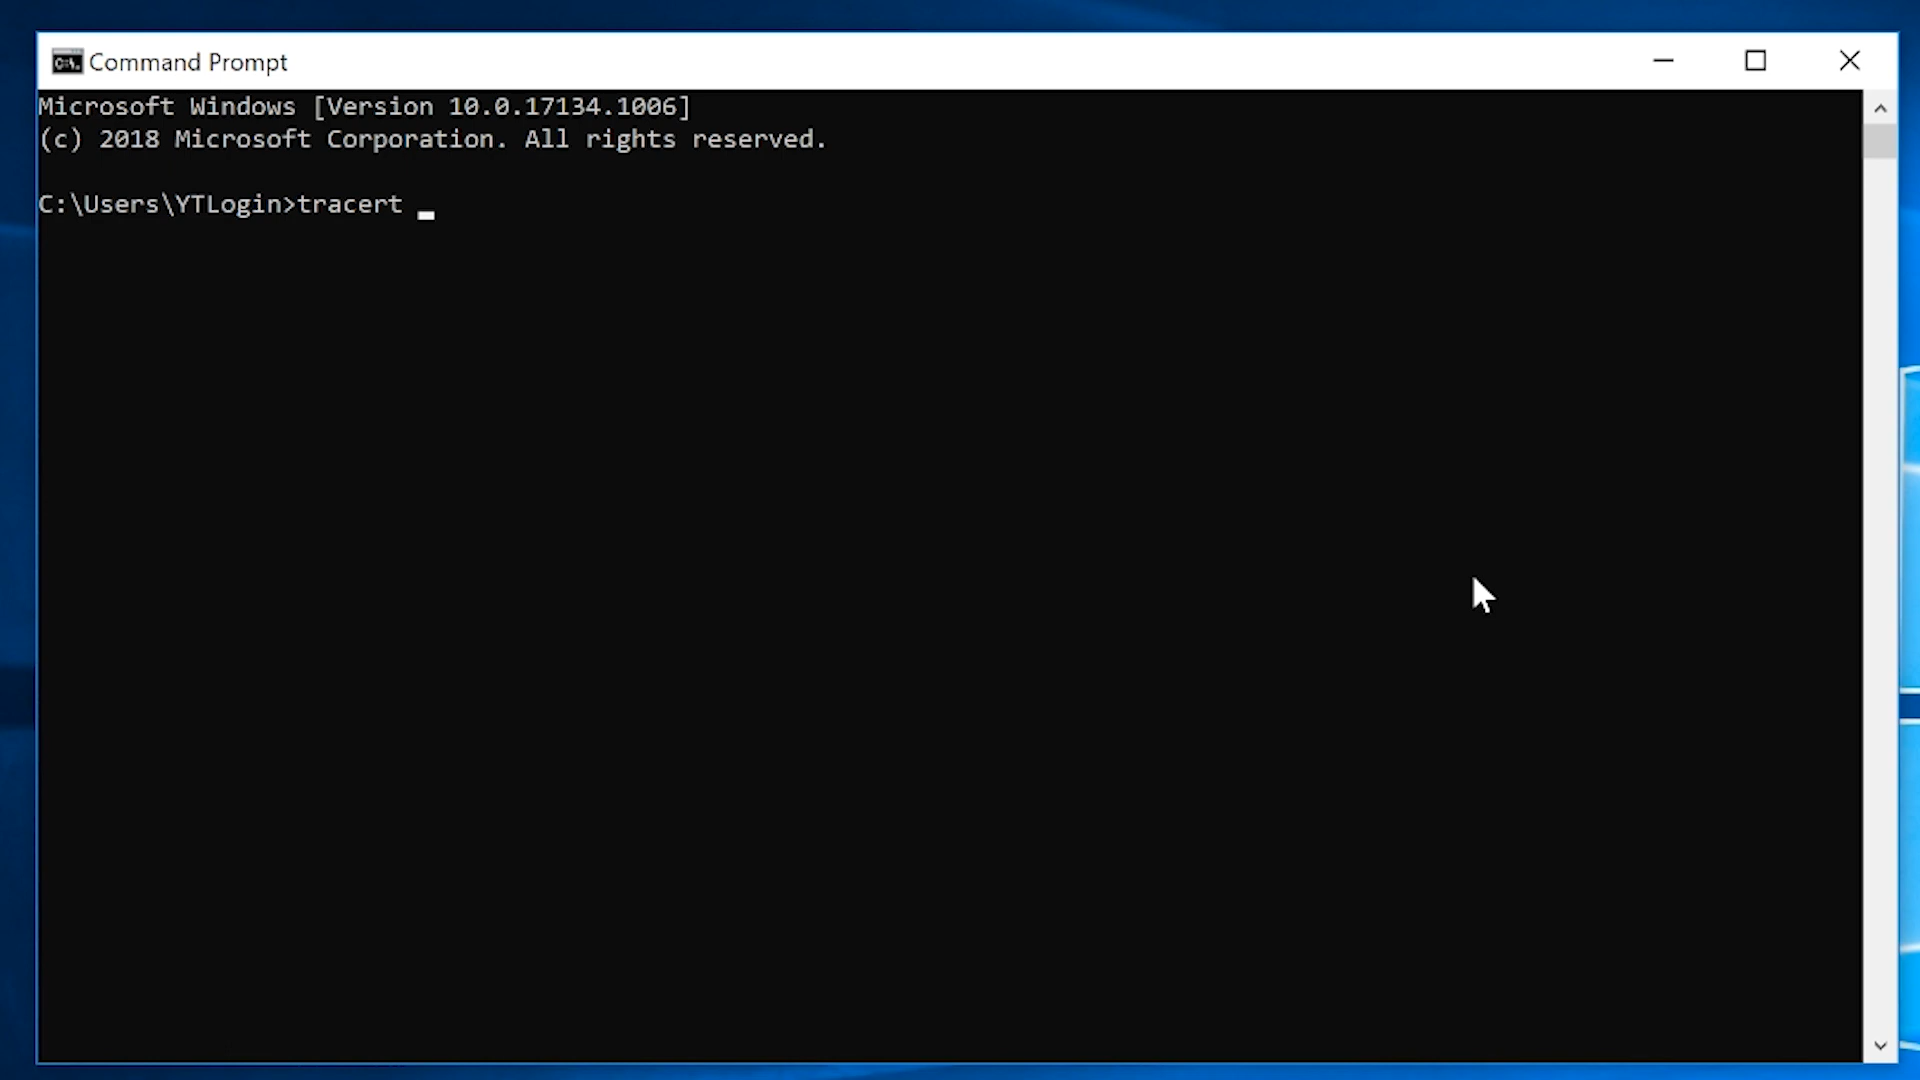 Command Prompt
Microsoft Windows [Version 10.0.17134.1006]
(c) 2018 Microsoft Corporation. All rights reserved.
C:\Users\YTLogin>tracert